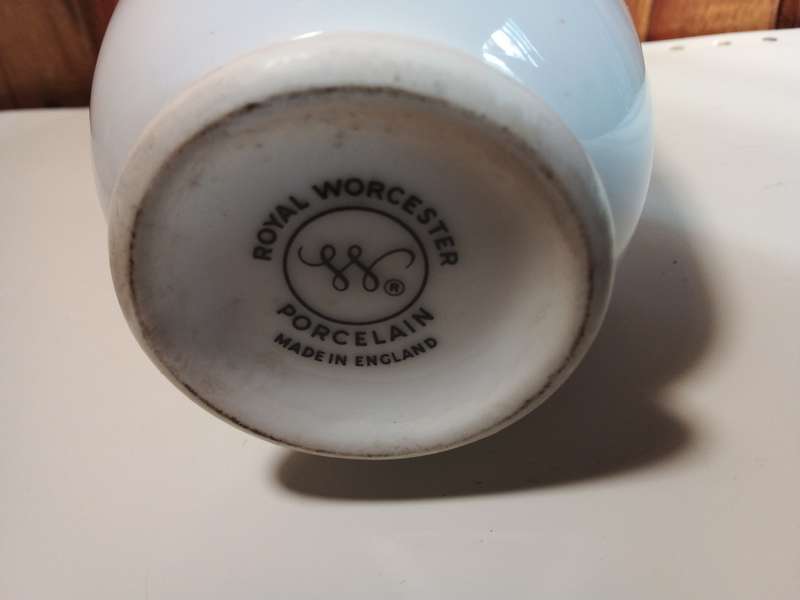 ROYAL WORCESTER
W ®
PORCELAIN
MADE IN ENGLAND